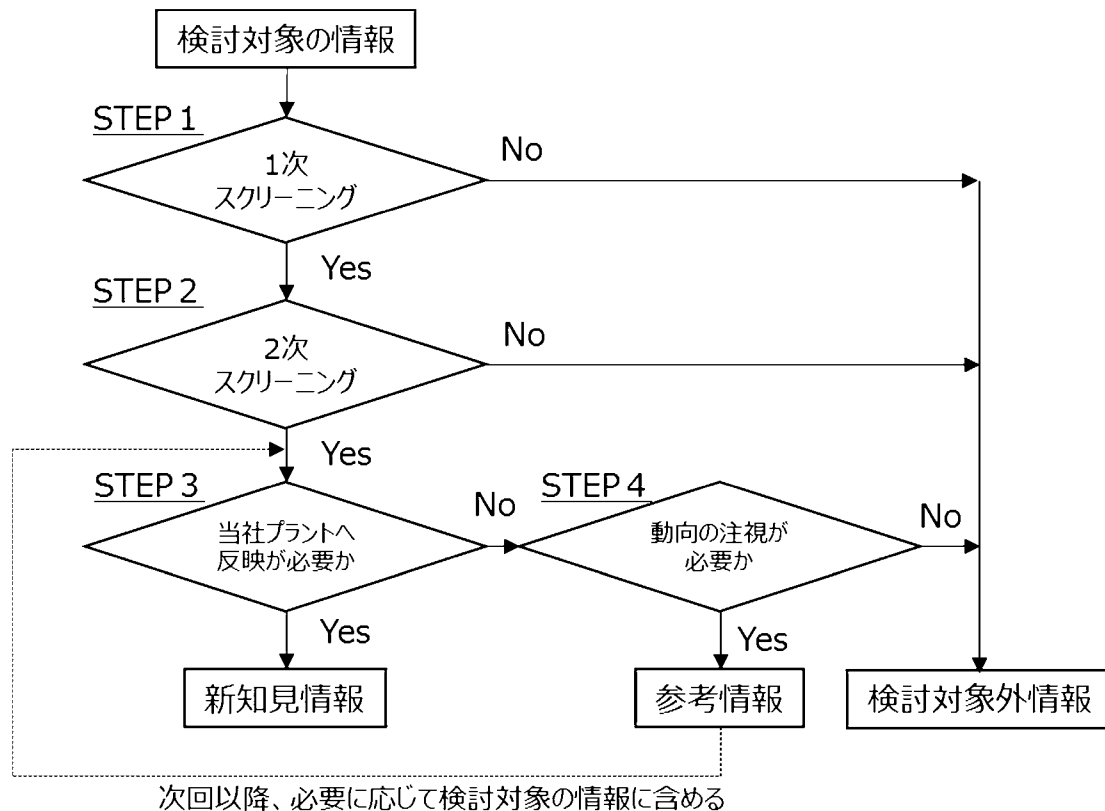 検討対象の情報
STEP 1
1次
スクリーニング
No
Yes
STEP 2
2次
スクリーニング
No
Yes
STEP 3
当社プラントへ
反映が必要か
No
STEP 4
動向の注視が
必要か
No
Yes
Yes
新知見情報
参考情報
検討対象外情報
次回以降、必要に応じて検討対象の情報に含める